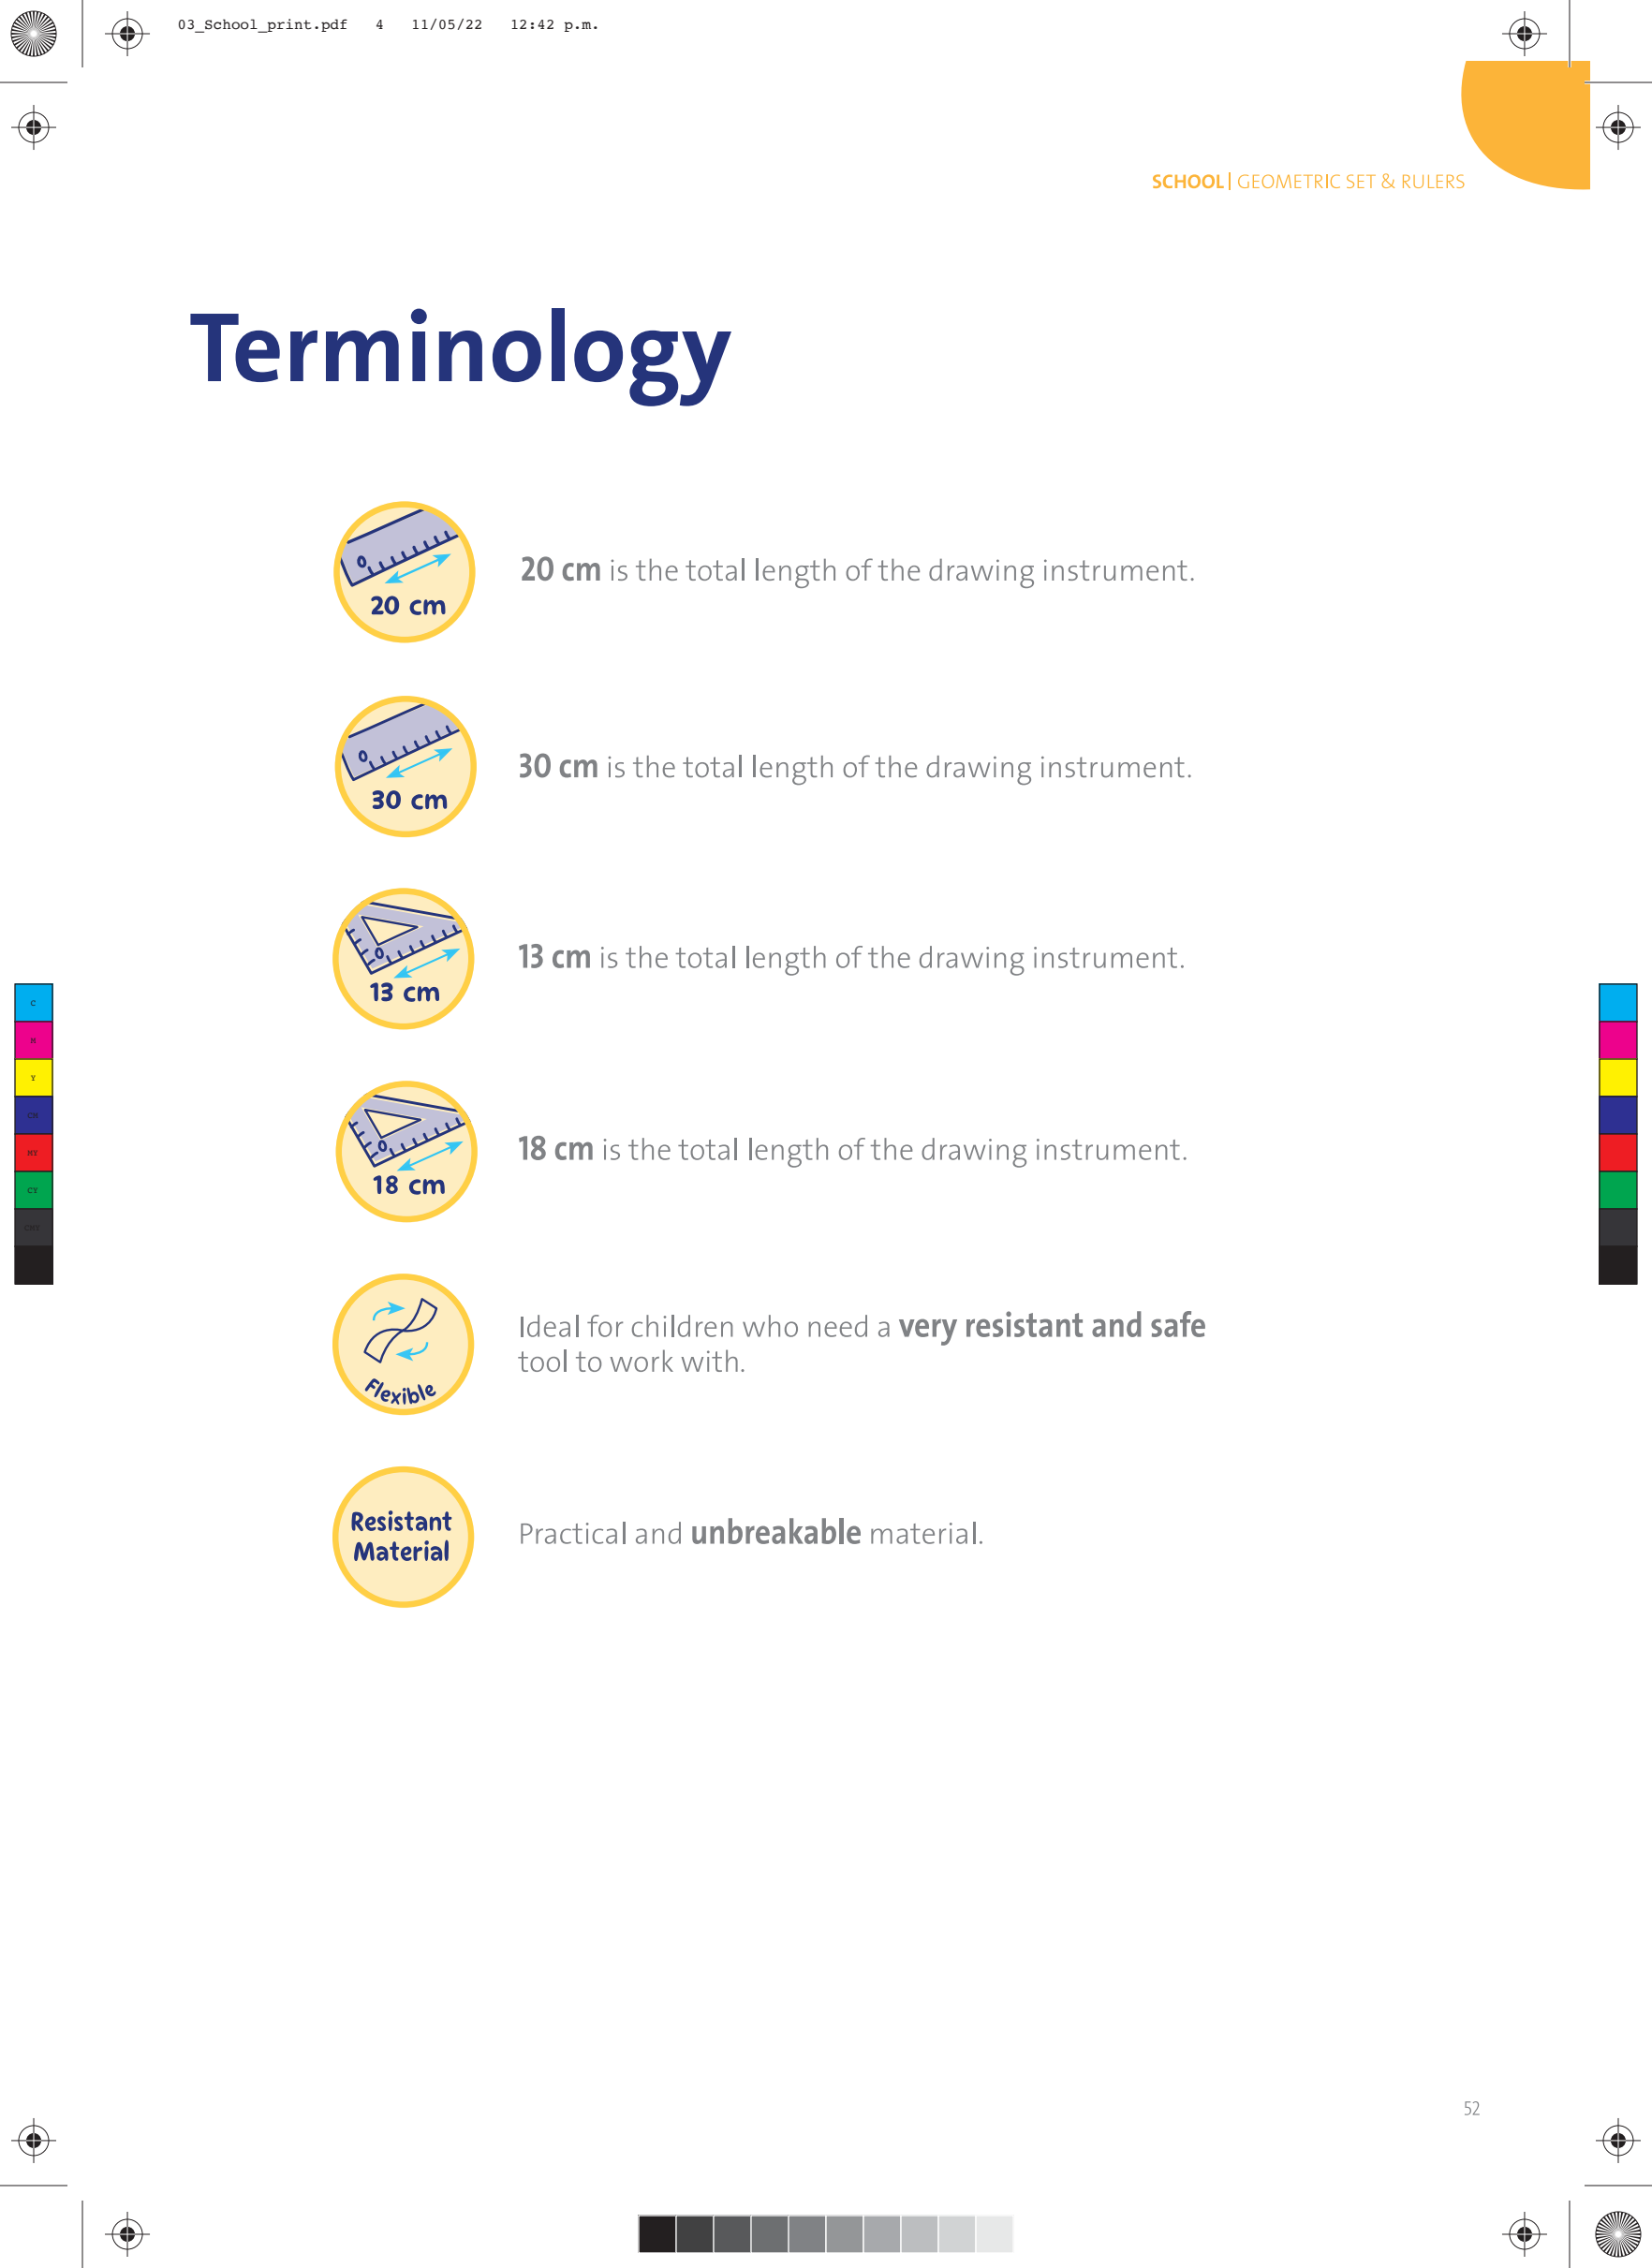 03_School_print.pdf 4 11/05/22 12:42 p.m.
SCHOOL| GEOMETRIC SET & RULERS
Terminology
0
20 cm
20 cm is the total length of the drawing instrument.
0
30 cm
30 cm is the total length of the drawing instrument.
0
13 cm
13 cm is the total length of the drawing instrument.
0
18 cm
18 cm is the total length of the drawing instrument.
Flexible
Ideal for children who need a very resistant and safe
tool to work with.
Resistant
Material
Practical and unbreakable material.
C
M
Y
CM
MY
CY
CMY
52